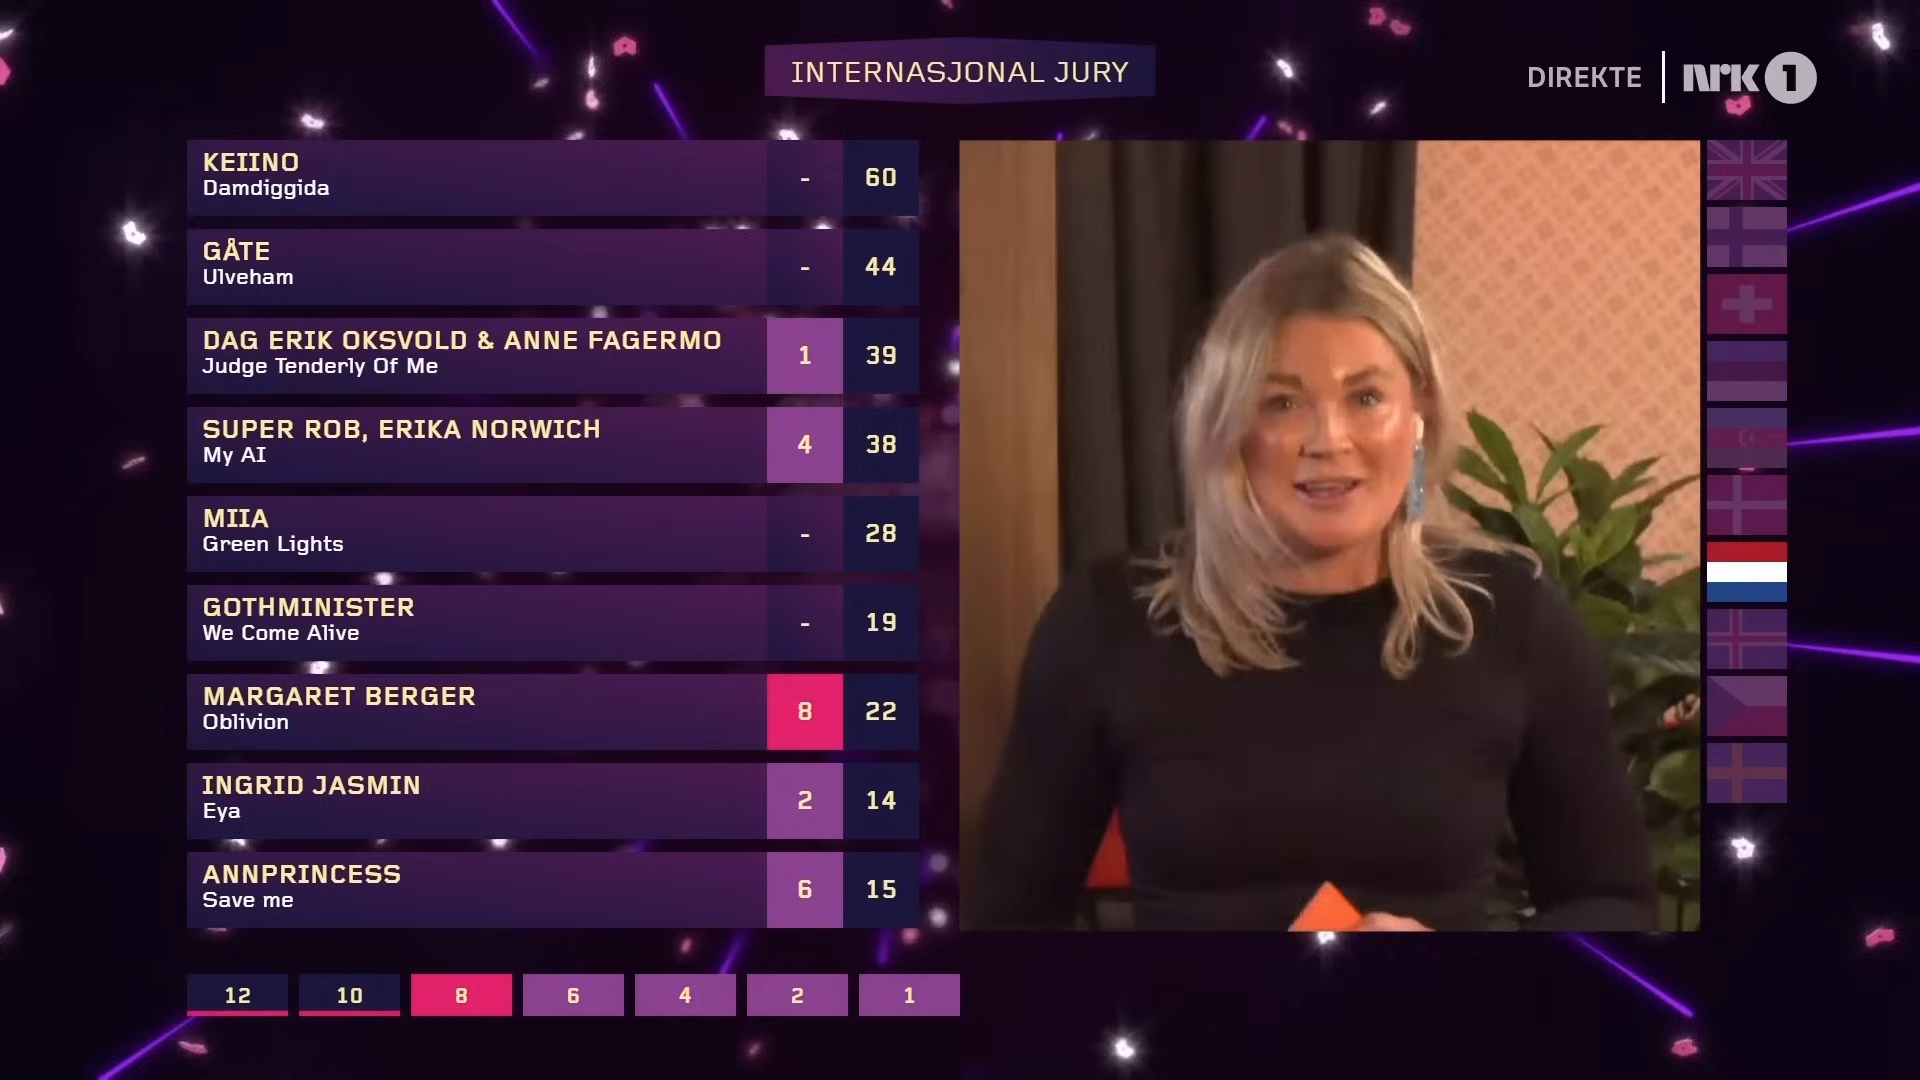 INTERNASJONAL JURY
DIREKTE NRK 1
KEIINO - 60
Damdiggida
GÅTE - 44
Ulveham
DAG ERIK OKSVOLD & ANNE FAGERMO 1 39
Judge Tenderly Of Me
SUPER ROB, ERIKA NORWICH 4 38
My AI
MIIA - 28
Green Lights
GOTHMINISTER - 19
We Come Alive
MARGARET BERGER 8 22
Oblivion
INGRID JASMIN 2 14
Eya
ANNPRINCESS 6 15
Save me
12 10 8 6 4 2 1